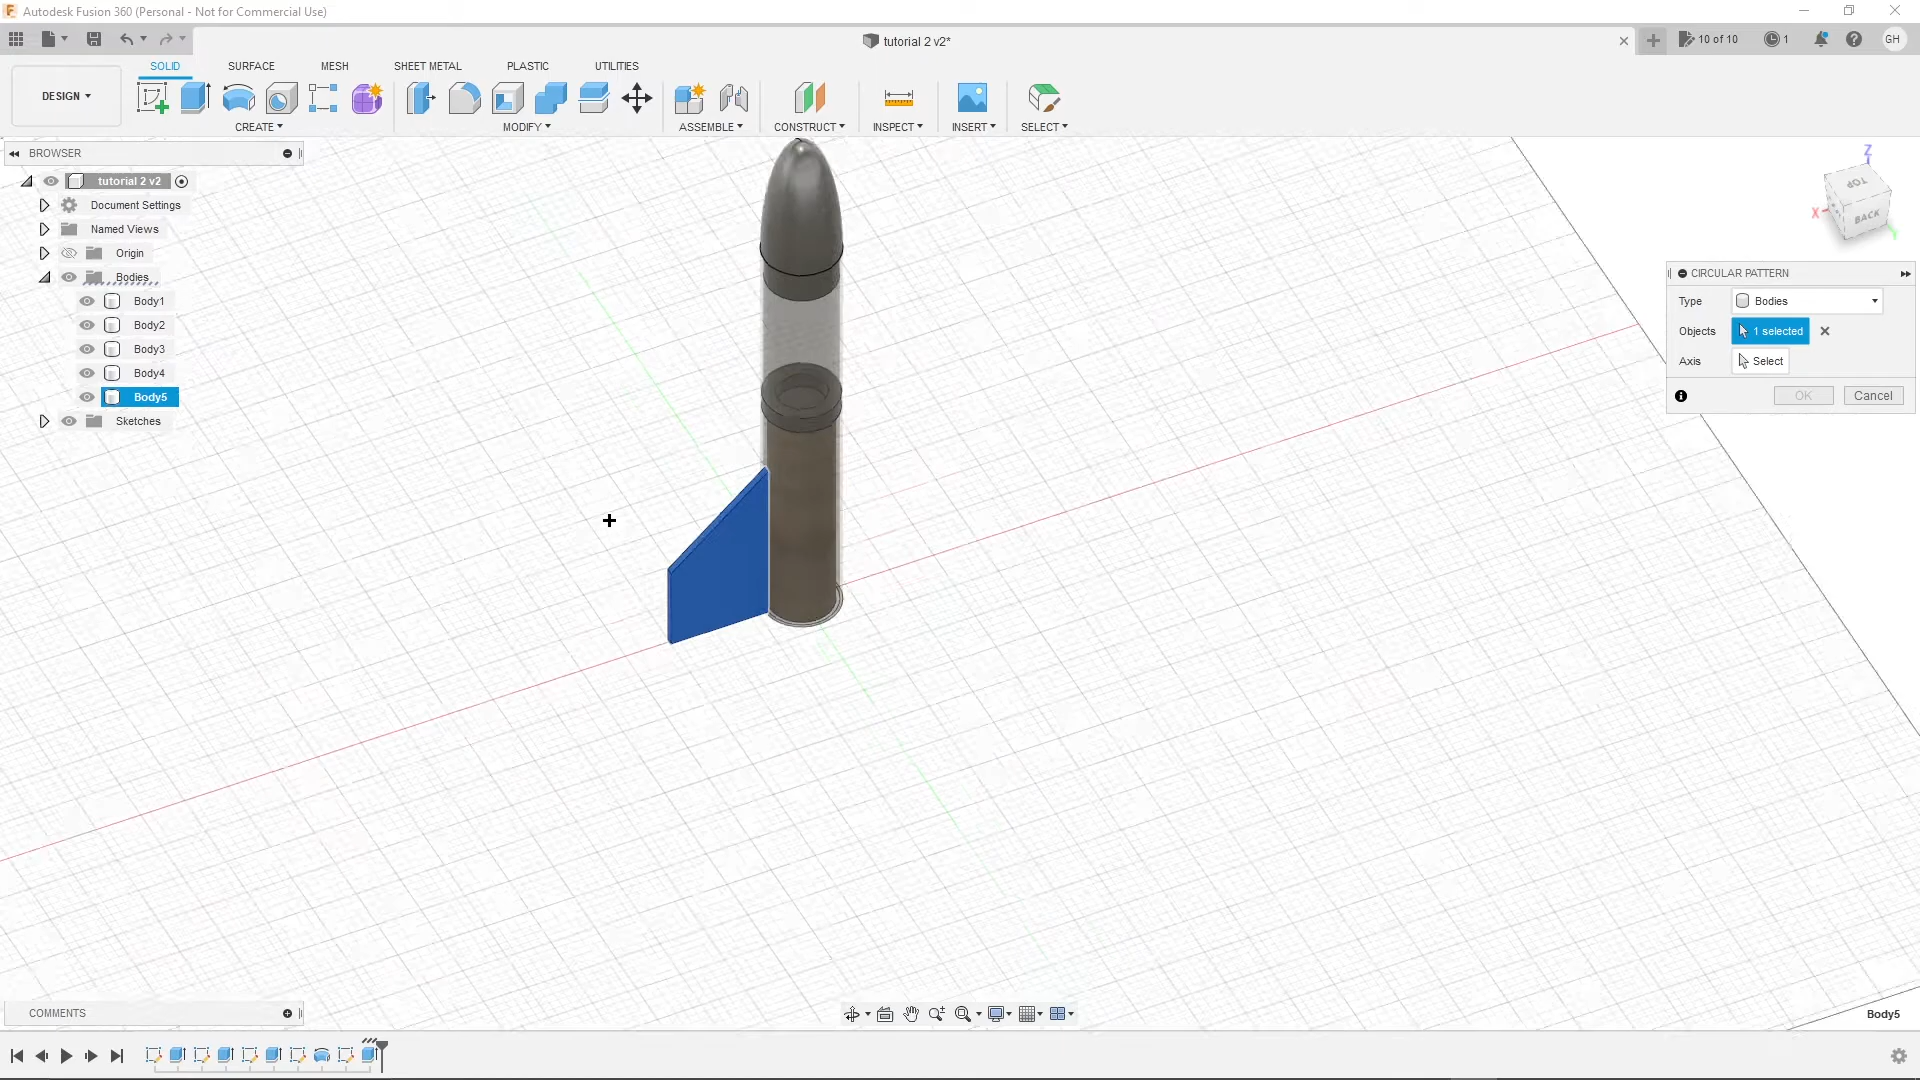 Autodesk Fusion 360 (Personal - Not for Commercial Use)
tutorial 2 v2*
10 of 10
1
GH
DESIGN
SOLID
SURFACE
MESH
SHEET METAL
PLASTIC
UTILITIES
CREATE
MODIFY
ASSEMBLE
CONSTRUCT
INSPECT
INSERT
SELECT
BROWSER
tutorial 2 v2
Document Settings
Named Views
Origin
Bodies
Body1
Body2
Body3
Body4
Body5
Sketches
Z
TOP
X
BACK
Y
CIRCULAR PATTERN
Type
Bodies
Objects
1 selected
Axis
Select
OK
Cancel
COMMENTS
Body5